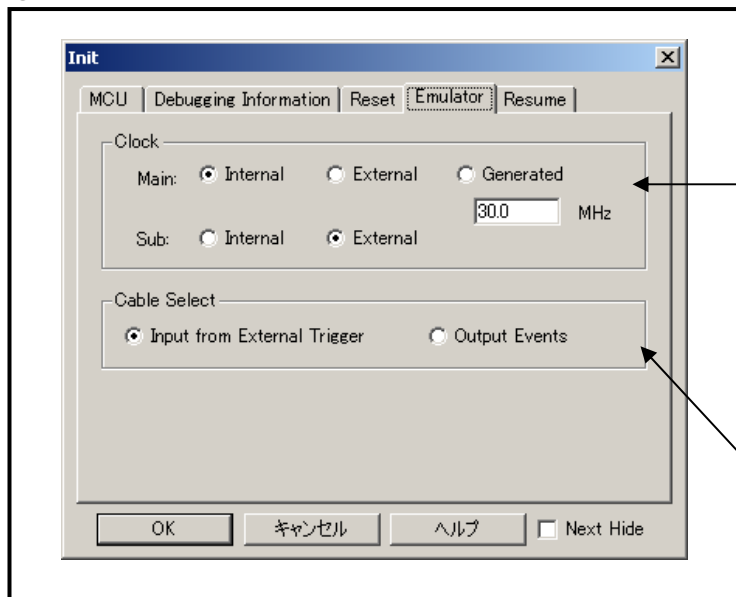 Init
MCU Debugging Information Reset Emulator Resume
Clock
Main: Internal External Generated
30.0 MHz
Sub: Internal External
Cable Select
Input from External Trigger Output Events
OK キャンセル ヘルプ Next Hide